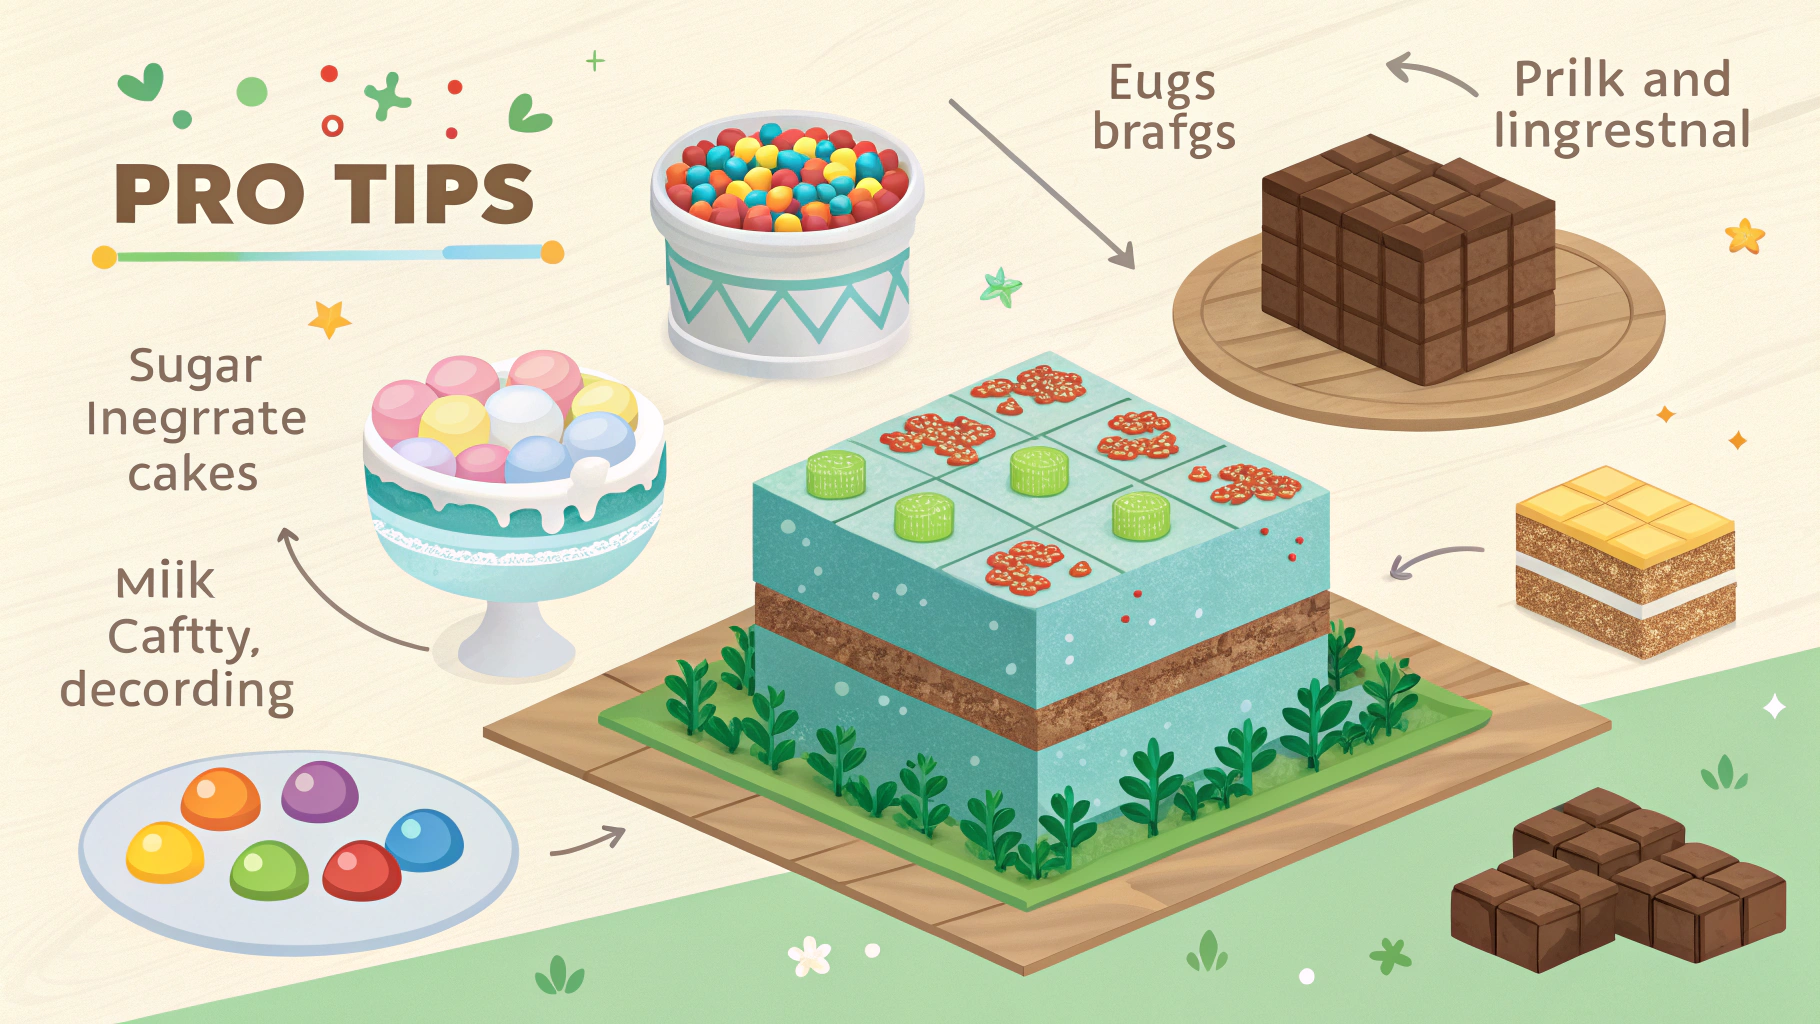 PRO TIPS
Eugs
brafgs
Prilk and
lingrestnal
Sugar
Inegrrate
cakes
Miik
Caftty,
decording